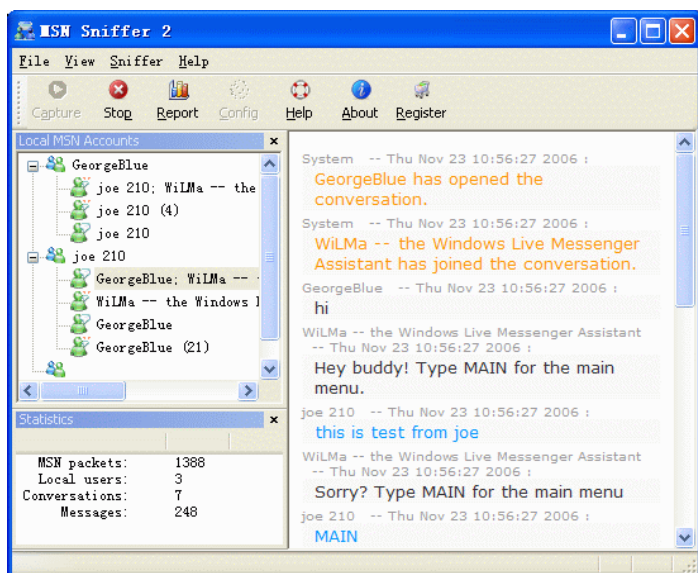 MSN Sniffer 2
File View Sniffer Help
Capture Stop Report Config Help About Register
Local MSN Accounts
GeorgeBlue
joe 210; WiLMa -- the
joe 210 (4)
joe 210
joe 210
GeorgeBlue; WiLMa --
WiLMa -- the Windows
GeorgeBlue
GeorgeBlue (21)
Statistics
MSN packets: 1388
Local users: 3
Conversations: 7
Messages: 248
System -- Thu Nov 23 10:56:27 2006 :
GeorgeBlue has opened the
conversation.
System -- Thu Nov 23 10:56:27 2006 :
WiLMa -- the Windows Live Messenger
Assistant has joined the conversation.
GeorgeBlue -- Thu Nov 23 10:56:27 2006 :
hi
WiLMa -- the Windows Live Messenger Assistant
-- Thu Nov 23 10:56:27 2006 :
Hey buddy! Type MAIN for the main
menu.
joe 210 -- Thu Nov 23 10:56:27 2006 :
this is test from joe
WiLMa -- the Windows Live Messenger Assistant
-- Thu Nov 23 10:56:27 2006 :
Sorry? Type MAIN for the main menu
joe 210 -- Thu Nov 23 10:56:27 2006 :
MAIN